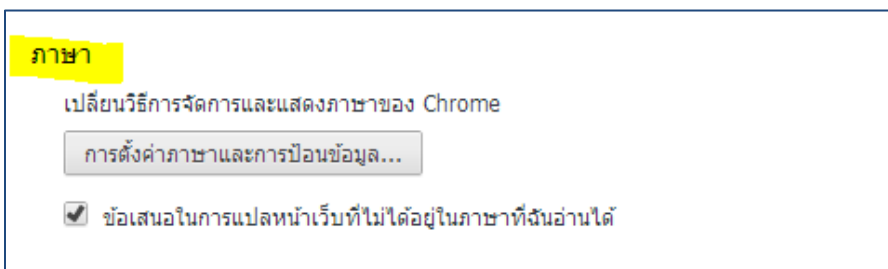 ภาษา
เปลี่ยนวิธีการจัดการและแสดงภาษาของ Chrome
การตั้งค่าภาษาและการป้อนข้อมูล...
ข้อเสนอในการแปลหน้าเว็บที่ไม่ได้อยู่ในภาษาที่ฉันอ่านได้